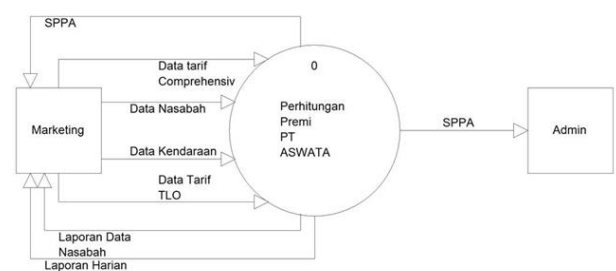 SPPA
Data tarif
Comprehensiv
0
Data Nasabah
Perhitungan
Premi
PT
ASWATA
Marketing
SPPA
Admin
Data Kendaraan
Data Tarif
TLO
Laporan Data
Nasabah
Laporan Harian